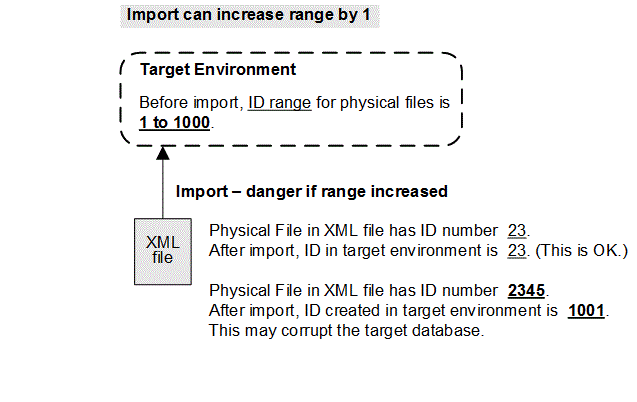 Import can increase range by 1
Target Environment
Before import, ID range for physical files is
1 to 1000.
Import – danger if range increased
XML
file
Physical File in XML file has ID number 23.
After import, ID in target environment is 23. (This is OK.)
Physical File in XML file has ID number 2345.
After import, ID created in target environment is 1001.
This may corrupt the target database.